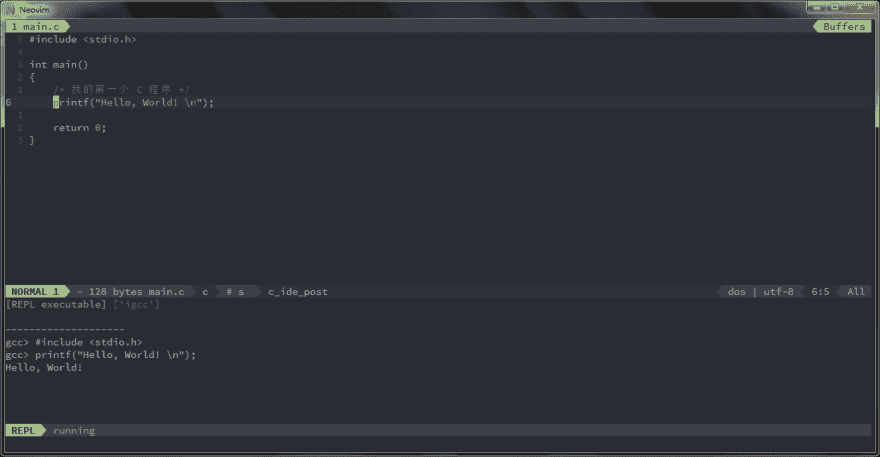 Neovim
1 main.c Buffers
5 #include <stdio.h>
4
3 int main()
2 {
1 /* 我的第一个 C 程序 */
6 printf("Hello, World! \n");
1
2 return 0;
3 }
NORMAL 1 - 128 bytes main.c c # s c_ide_post dos | utf-8 6:5 All
[REPL executable] ['igcc']
--------------------
gcc> #include <stdio.h>
gcc> printf("Hello, World! \n");
Hello, World!
REPL running